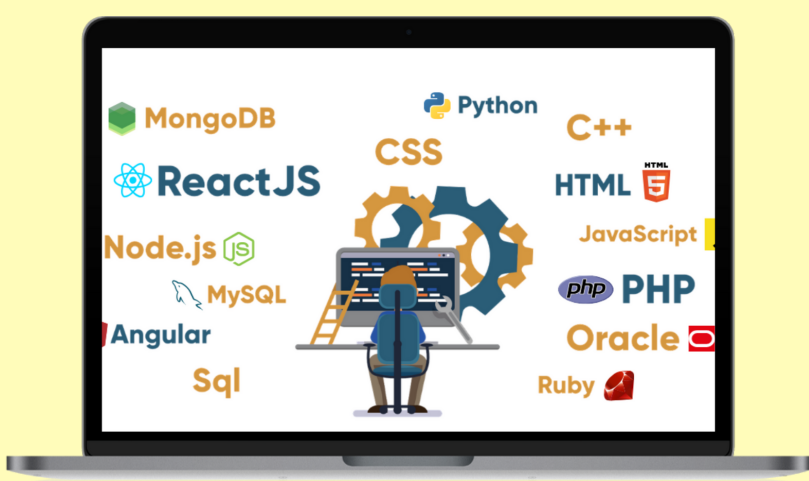 MongoDB
Python
C++
CSS
ReactJS
HTML
HTML
5
Node.js
JS
JavaScript
MySQL
php
PHP
Angular
Oracle
Sql
Ruby